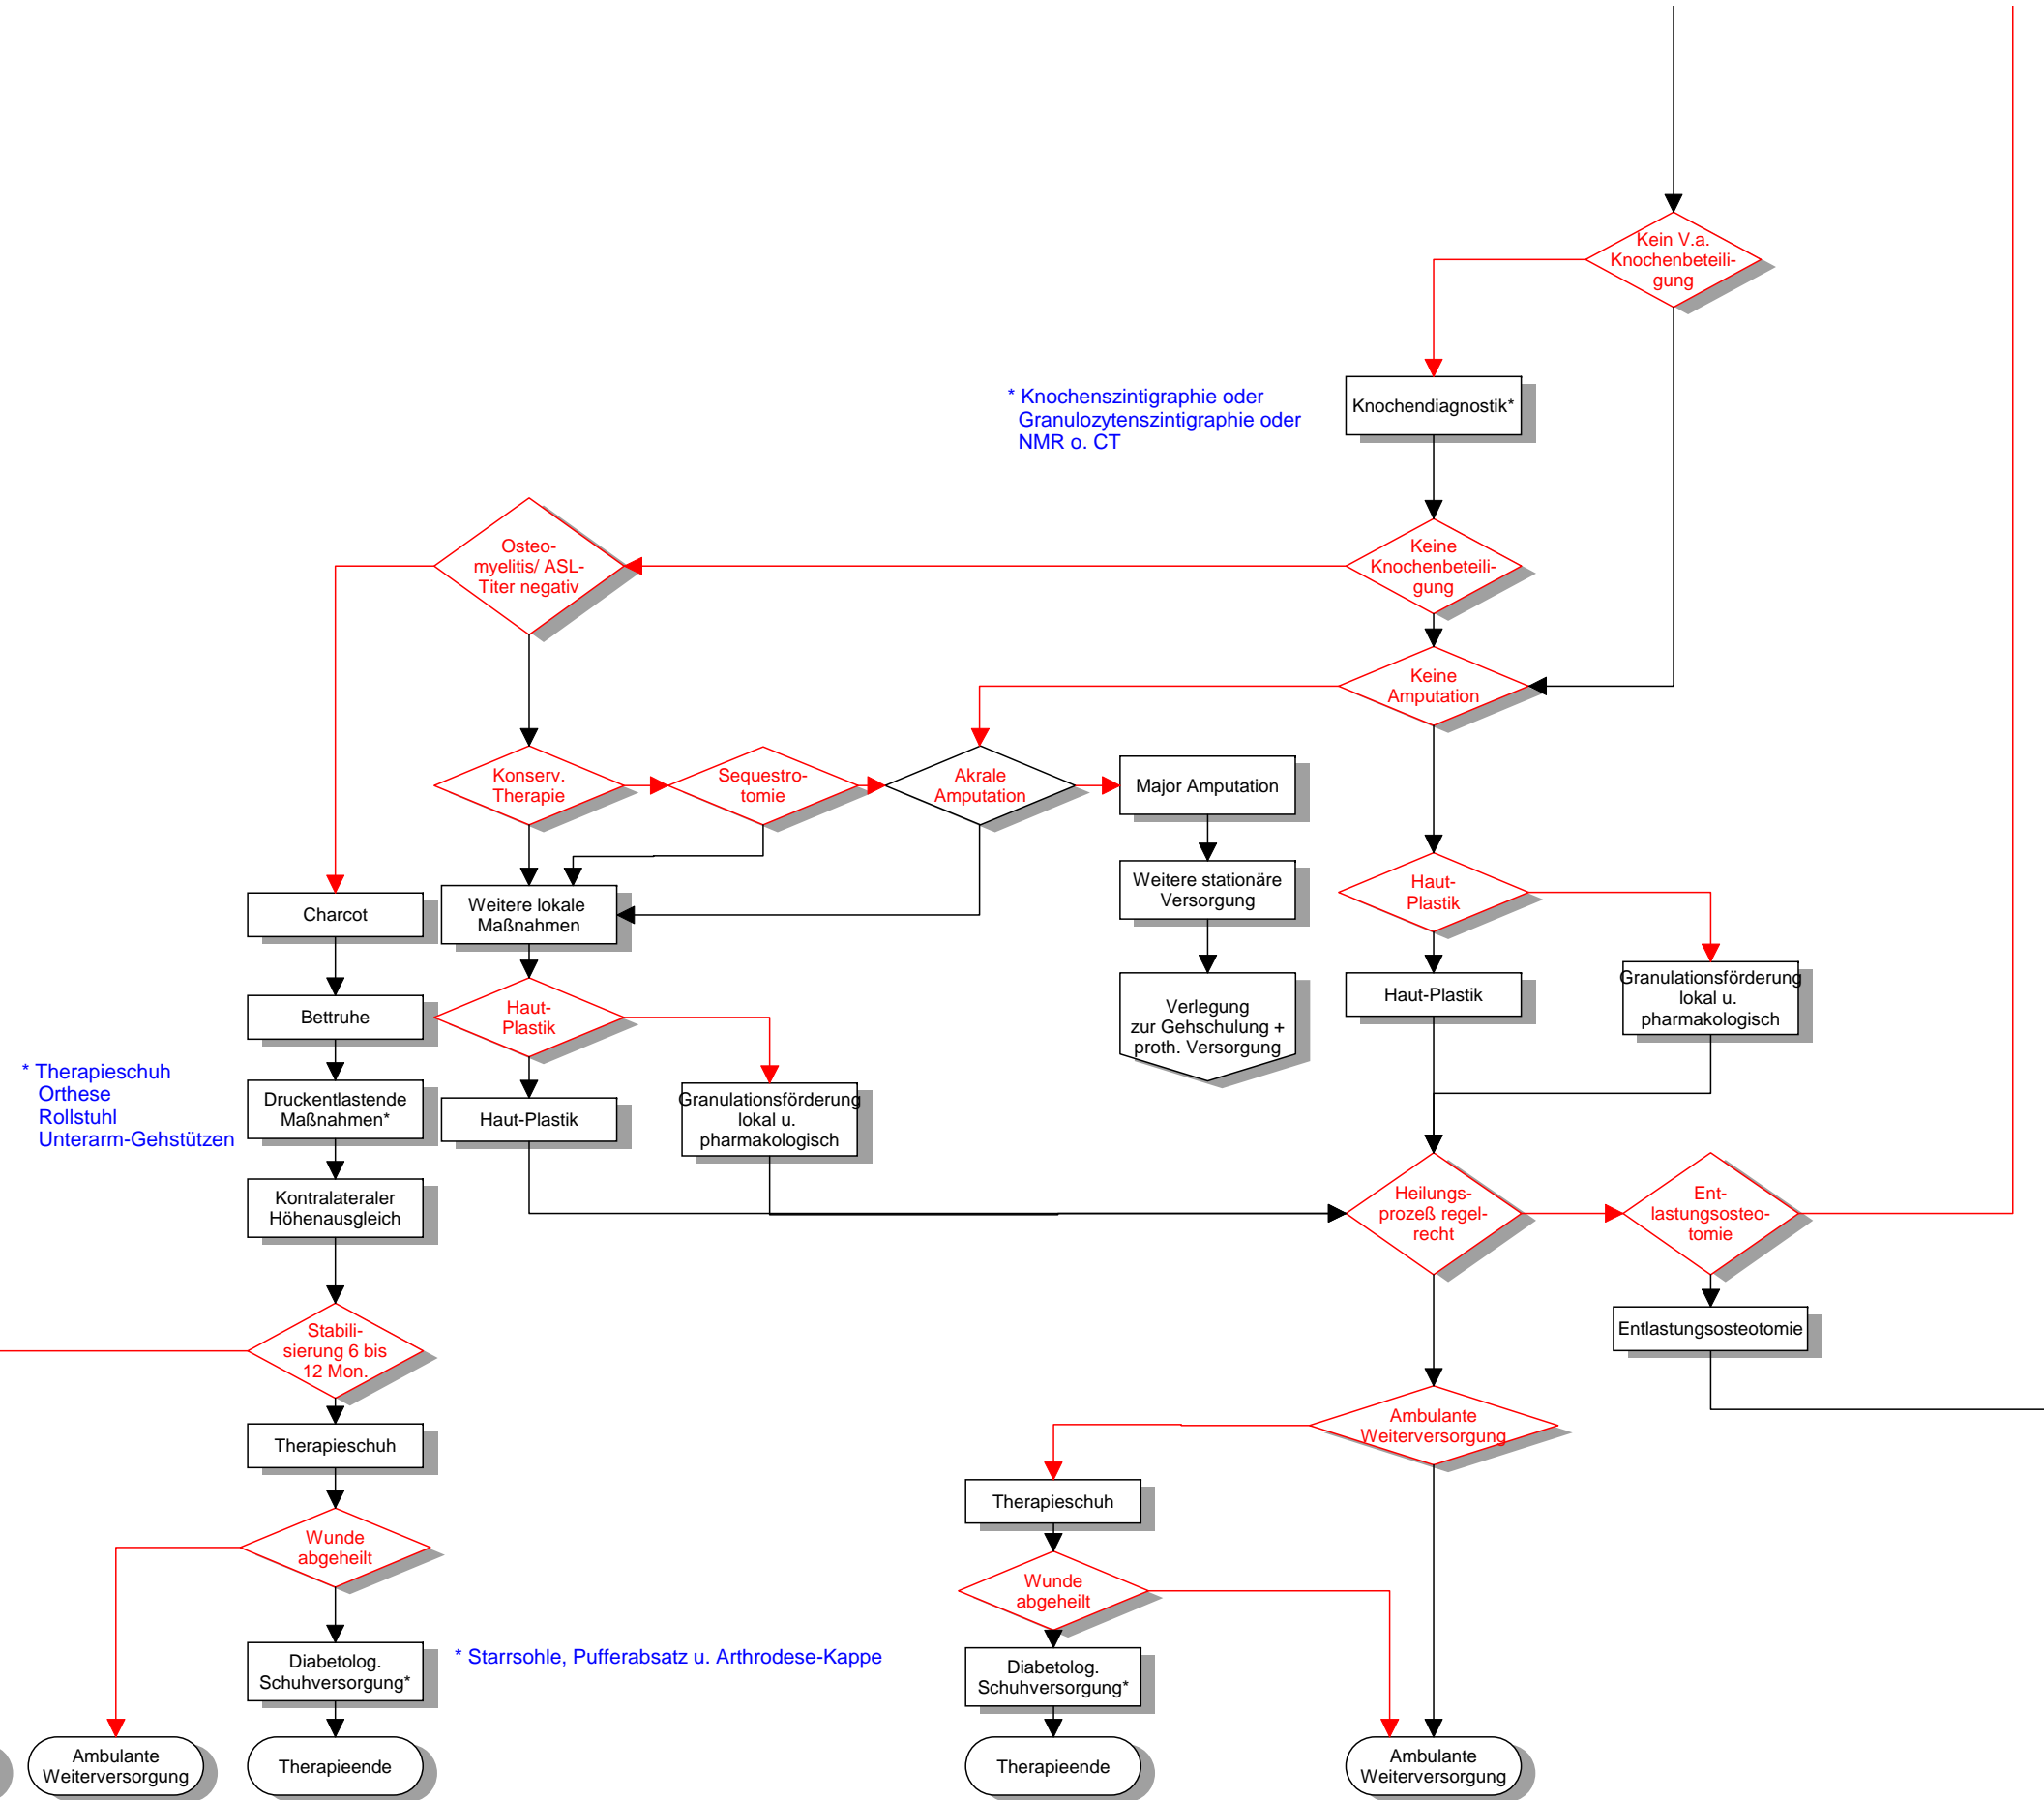 Kein V.a.
Knochenbeteili-
gung
* Knochenszintigraphie oder
Granulozytenszintigraphie oder
NMR o. CT
Knochendiagnostik*
Osteo-
myelitis/ ASL-
Titer negativ
Keine
Knochenbeteili-
gung
Keine
Amputation
Konserv.
Therapie
Sequestro-
tomie
Akrale
Amputation
Major Amputation
Charcot
Weitere lokale
Maßnahmen
Weitere stationäre
Versorgung
Haut-
Plastik
Bettruhe
Haut-
Plastik
Verlegung
zur Gehschulung +
proth. Versorgung
Haut-Plastik
Granulationsförderung
lokal u.
pharmakologisch
* Therapieschuh
Orthese
Rollstuhl
Unterarm-Gehstützen
Druckentlastende
Maßnahmen*
Haut-Plastik
Granulationsförderung
lokal u.
pharmakologisch
Kontralateraler
Höhenausgleich
Heilungs-
prozeß regel-
recht
Ent-
lastungsosteo-
tomie
Stabili-
sierung 6 bis
12 Mon.
Entlastungsosteotomie
Therapieschuh
Ambulante
Weiterversorgung
Therapieschuh
Wunde
abgeheilt
Wunde
abgeheilt
Diabetolog.
Schuhversorgung*
* Starrsohle, Pufferabsatz u. Arthrodese-Kappe
Diabetolog.
Schuhversorgung*
Ambulante
Weiterversorgung
Therapieende
Therapieende
Ambulante
Weiterversorgung